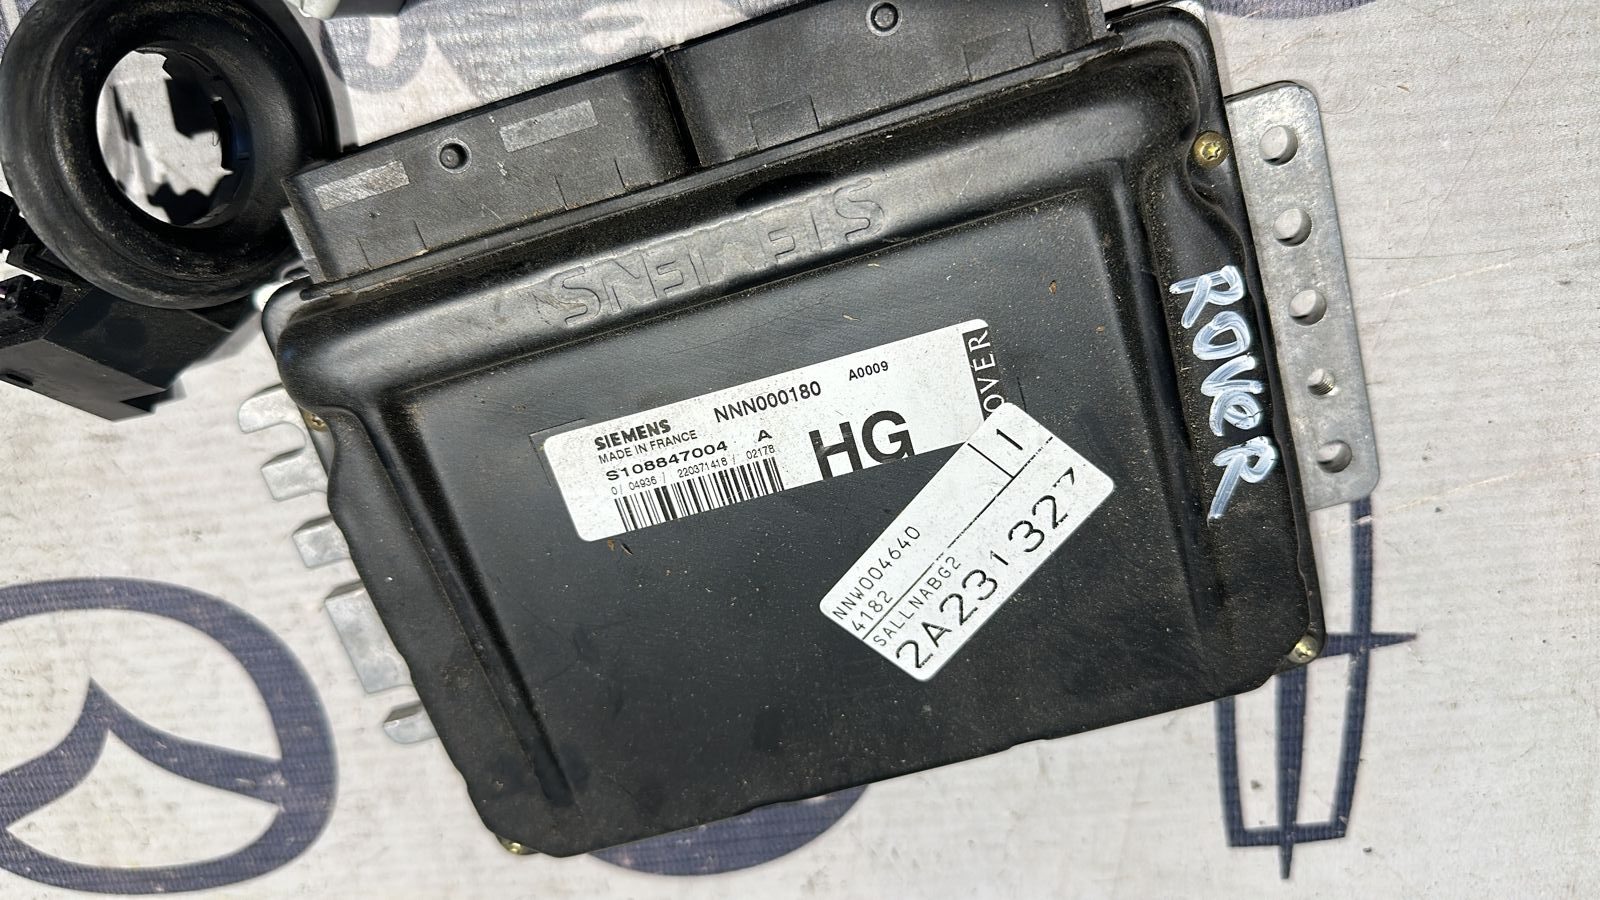 SIEMENS
SIEMENS
MADE IN FRANCE
NNN000180
A0009
S108847004 A
0/ 04936 / 220371418/ 02178
HG
OVER
1
NNW004640
4182
SALLNABG2
2A231327
ROVER